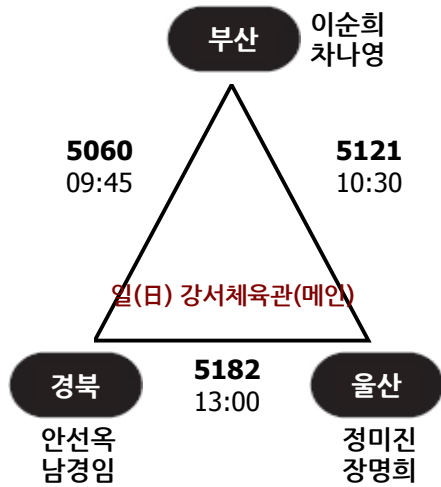 부산
이순희
차나영
5060
09:45
5121
10:30
일(日) 강서체육관(메인)
경북
안선옥
남경임
5182
13:00
울산
정미진
장명희